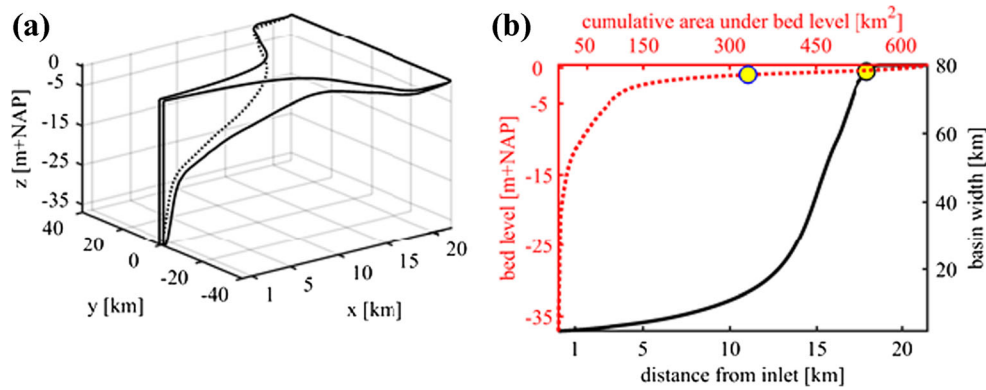 (a)
z [m+NAP]
0
-5
-15
-25
-35
40
20
0
-20
-40
y [km]
1
5
10
15
20
x [km]
(b)
cumulative area under bed level [km²]
50 150 330 450 600
bed level [m+NAP]
0
-5
-15
-25
-35
80
60
40
20
basin width [km]
1 5 10 15 20
distance from inlet [km]